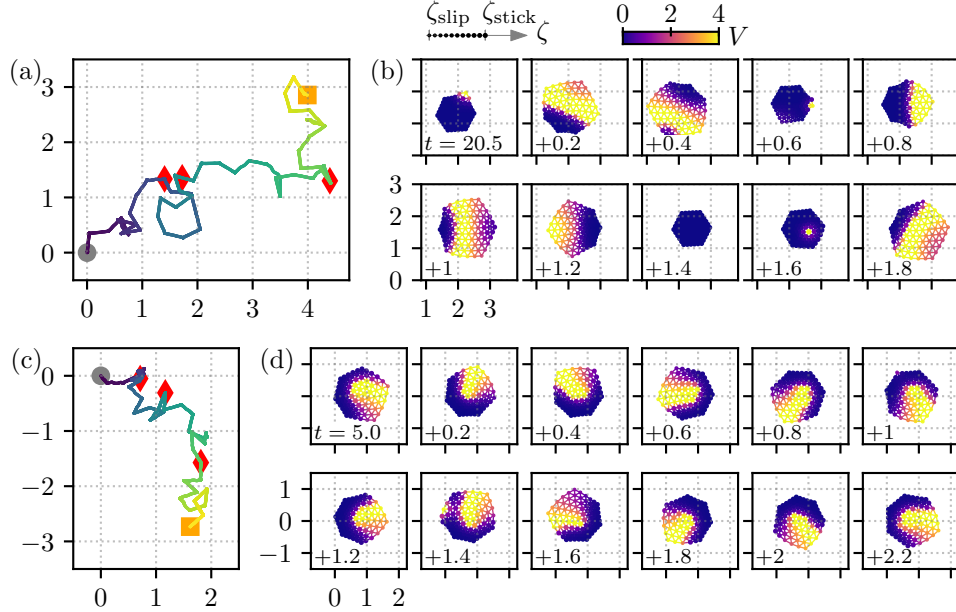 ζslip ζstick ζ
0 2 4 V
(a)
3
2
1
0
0 1 2 3 4
(b)
t = 20.5 +0.2 +0.4 +0.6 +0.8
3
2
1
0
+1 +1.2 +1.4 +1.6 +1.8
1 2 3
(c)
0
−1
−2
−3
0 1 2
(d)
t = 5.0 +0.2 +0.4 +0.6 +0.8 +1
1
0
−1
+1.2 +1.4 +1.6 +1.8 +2 +2.2
0 1 2